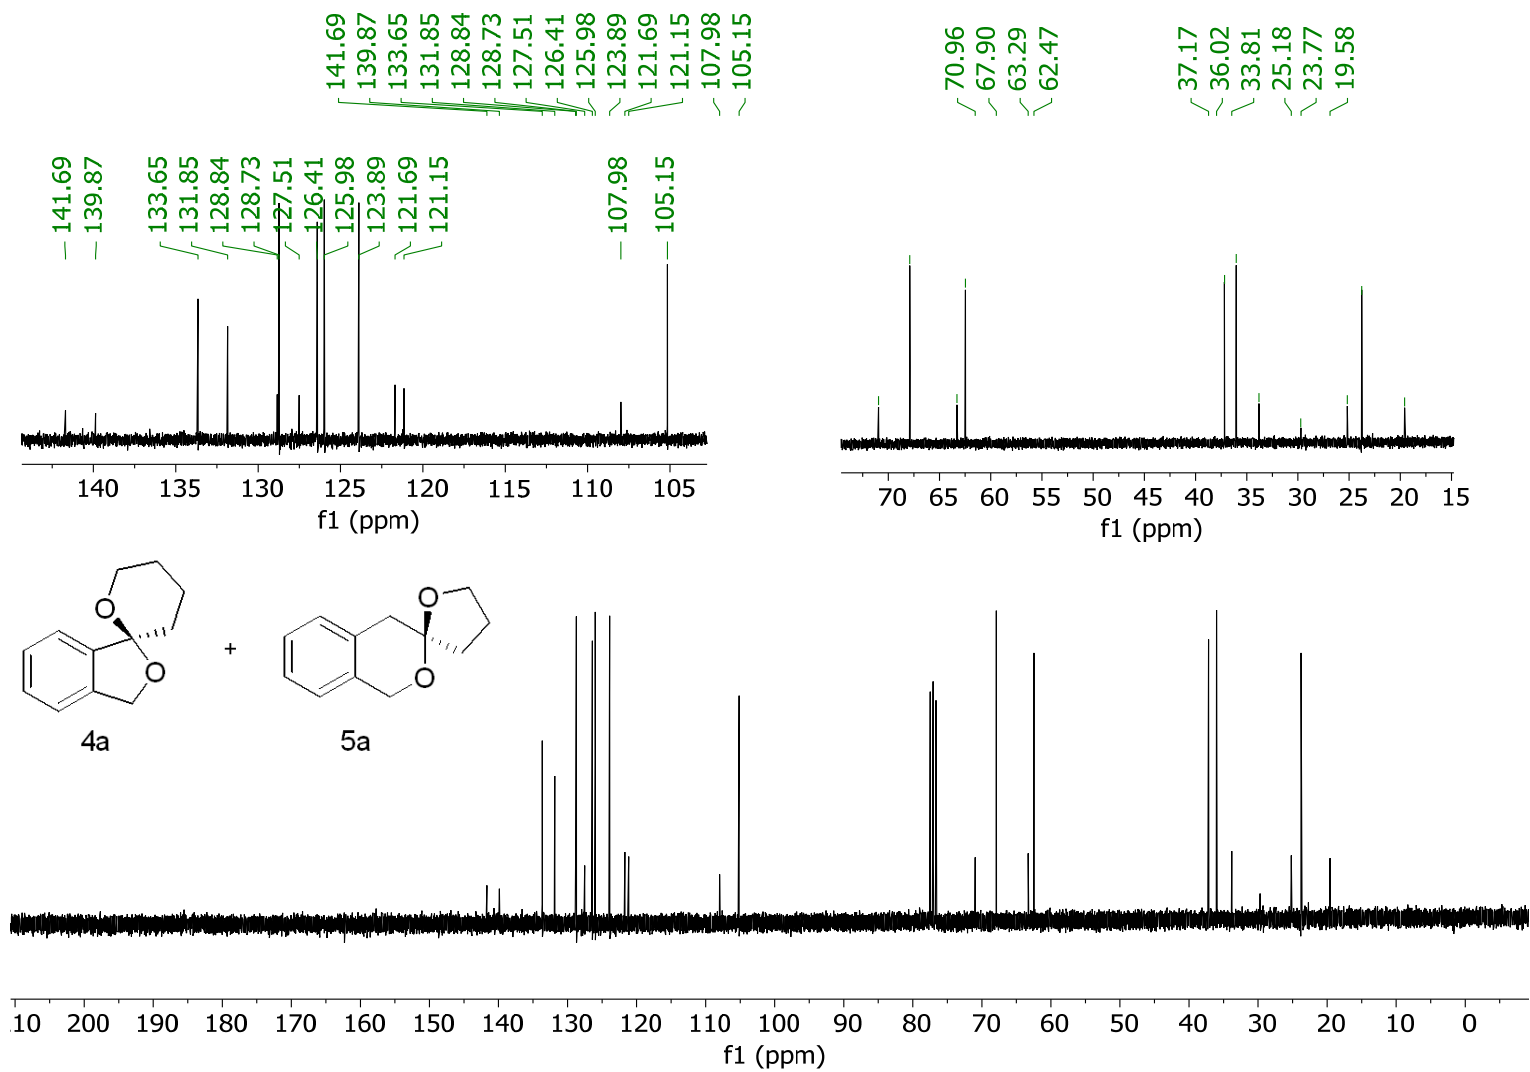 141.69 139.87 133.65 131.85 128.84 128.73 127.51 126.41 125.98 123.89 121.69 121.15 107.98 105.15
70.96 67.90 63.29 62.47
37.17 36.02 33.81 25.18 23.77 19.58
141.69 139.87 133.65 131.85 128.84 128.73 127.51 126.41 125.98 123.89 121.69 121.15 107.98 105.15
140 135 130 125 120 115 110 105
f1 (ppm)
70 65 60 55 50 45 40 35 30 25 20 15
f1 (ppm)
O O
4a
+
O O
5a
10 200 190 180 170 160 150 140 130 120 110 100 90 80 70 60 50 40 30 20 10 0
f1 (ppm)